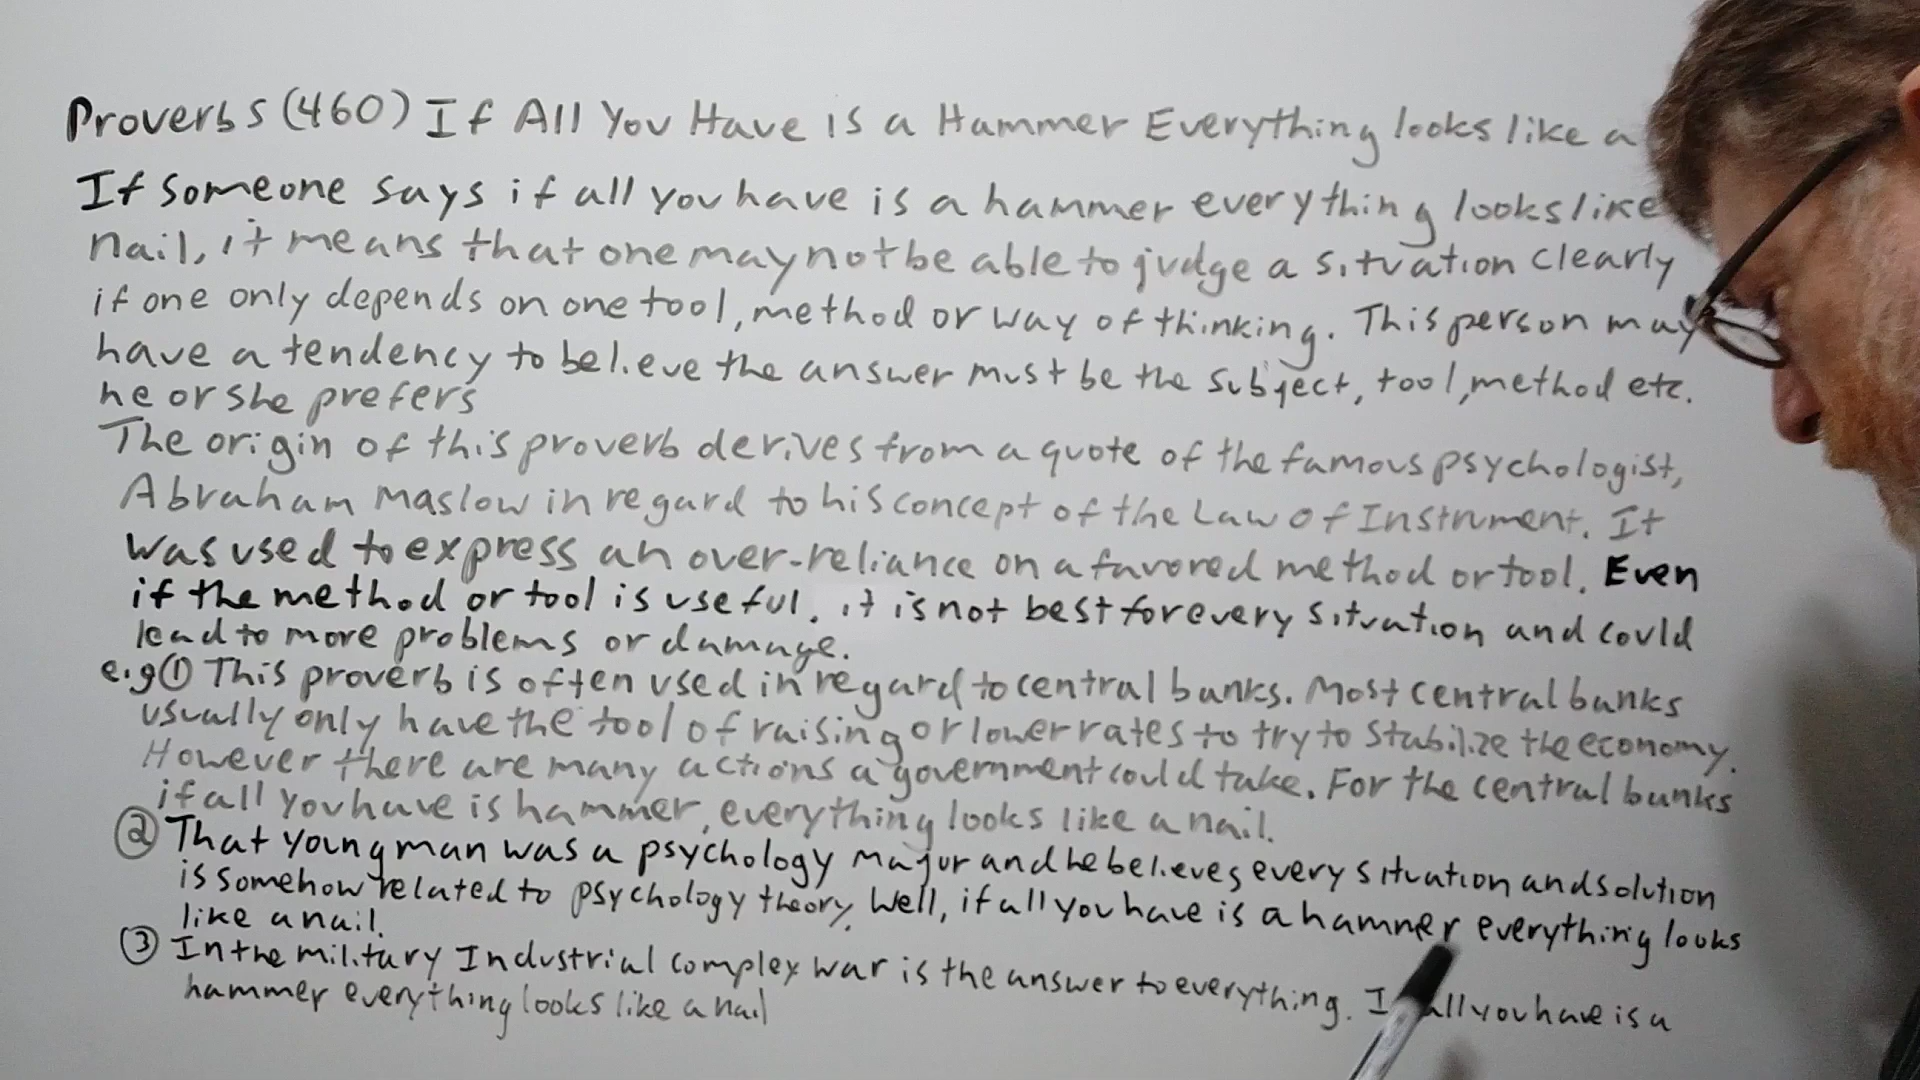 Proverbs (460) If All You Have is a Hammer Everything looks like a
If someone says if all you have is a hammer everything looks like
nail, it means that one may not be able to judge a situation clearly
if one only depends on one tool, method or way of thinking. This person may
have a tendency to believe the answer must be the subject, tool, method etc.
he or she prefers
The origin of this proverb derives from a quote of the famous psychologist,
Abraham Maslow in regard to his concept of the Law of Instrument. It
was used to express an over-reliance on a favored method or tool. Even
if the method or tool is useful, it is not best for every situation and could
lead to more problems or damage.
e.g ① This proverb is often used in regard to central banks. Most central banks
usually only have the tool of raising or lower rates to try to stabilize the economy.
However there are many actions a government could take. For the central banks
if all you have is hammer, everything looks like a nail.
② That young man was a psychology major and he believes every situation and solution
is somehow related to psychology theory. Well, if all you have is a hammer everything looks
like a nail.
③ In the military Industrial complex war is the answer to everything. If all you have is a
hammer everything looks like a nail